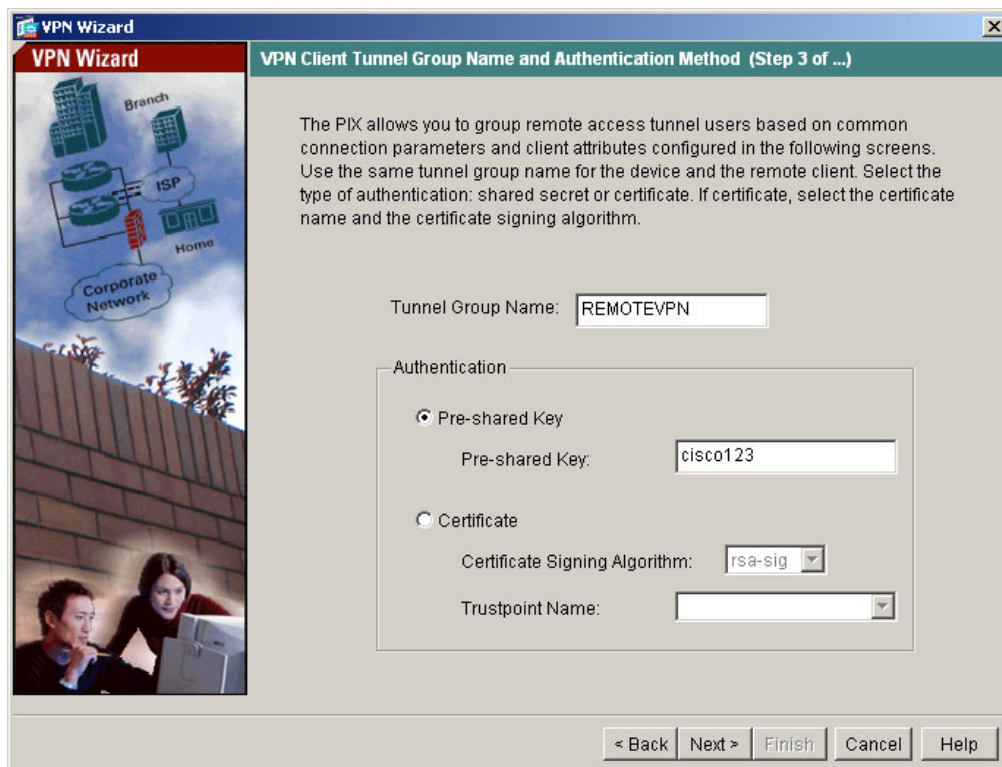 VPN Wizard
VPN Wizard
VPN Client Tunnel Group Name and Authentication Method (Step 3 of ...)
Branch
ISP
Home
Corporate
Network
The PIX allows you to group remote access tunnel users based on common
connection parameters and client attributes configured in the following screens.
Use the same tunnel group name for the device and the remote client. Select the
type of authentication: shared secret or certificate. If certificate, select the certificate
name and the certificate signing algorithm.
Tunnel Group Name: REMOTEVPN
Authentication
Pre-shared Key
Pre-shared Key: cisco123
Certificate
Certificate Signing Algorithm: rsa-sig
Trustpoint Name:
< Back Next > Finish Cancel Help